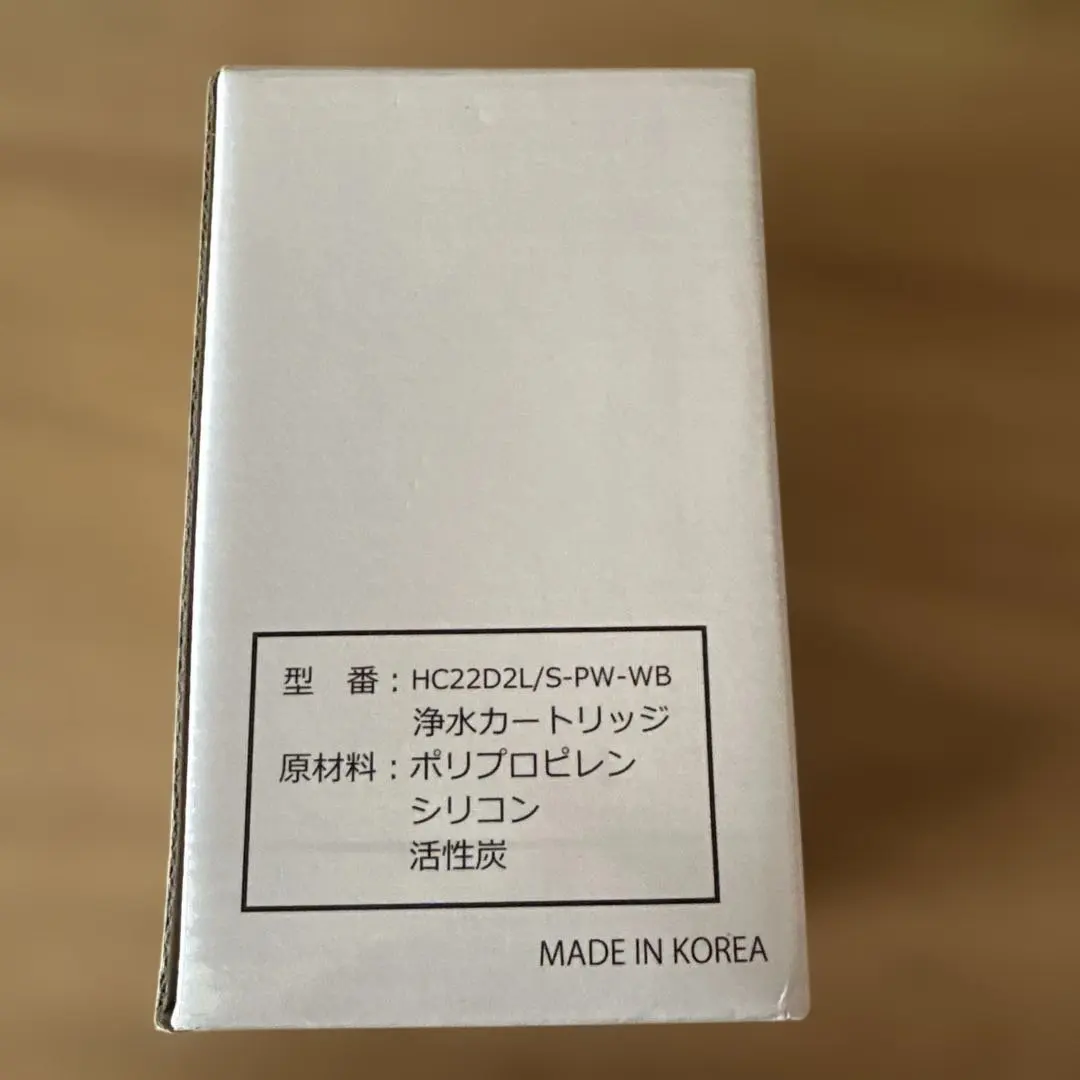 型　番：HC22D2L/S-PW-WB
浄水カートリッジ
原材料：ポリプロピレン
シリコン
活性炭
MADE IN KOREA